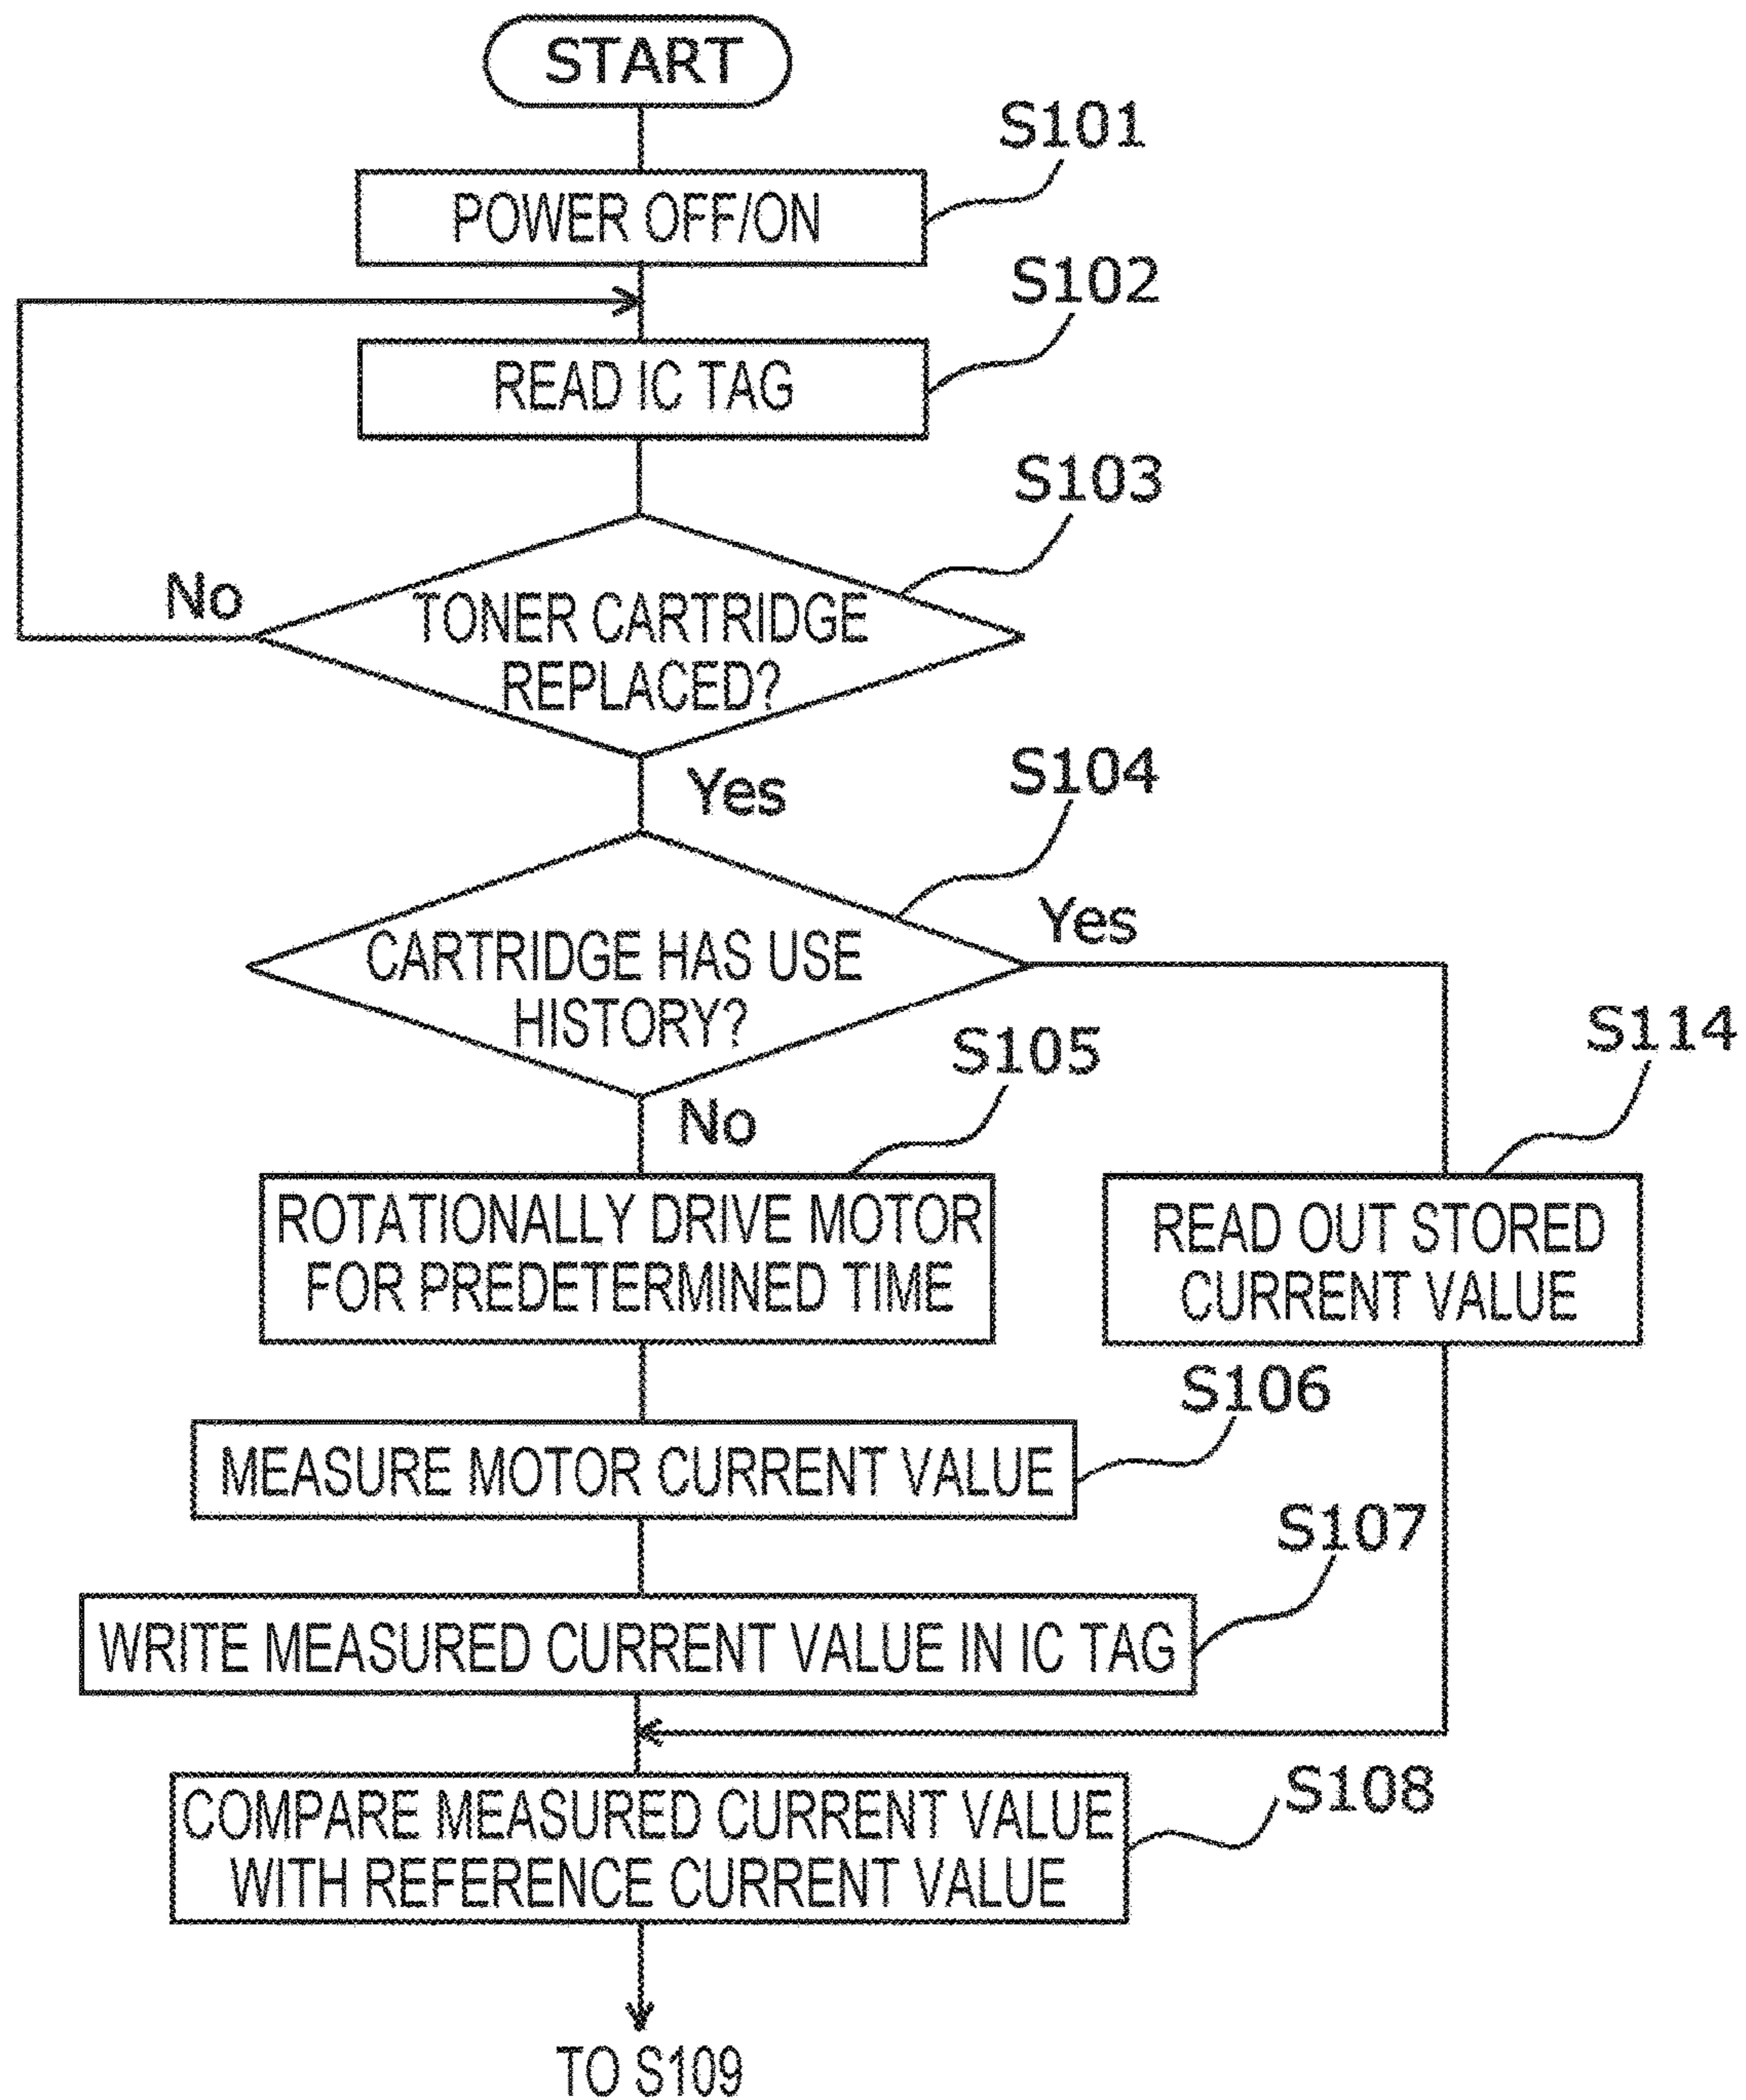 START
S101
POWER OFF/ON
S102
READ IC TAG
S103
No
TONER CARTRIDGE
REPLACED?
Yes
S104
Yes
CARTRIDGE HAS USE
HISTORY?
No
S105
S114
ROTATIONALLY DRIVE MOTOR
FOR PREDETERMINED TIME
READ OUT STORED
CURRENT VALUE
S106
MEASURE MOTOR CURRENT VALUE
S107
WRITE MEASURED CURRENT VALUE IN IC TAG
S108
COMPARE MEASURED CURRENT VALUE
WITH REFERENCE CURRENT VALUE
TO S109